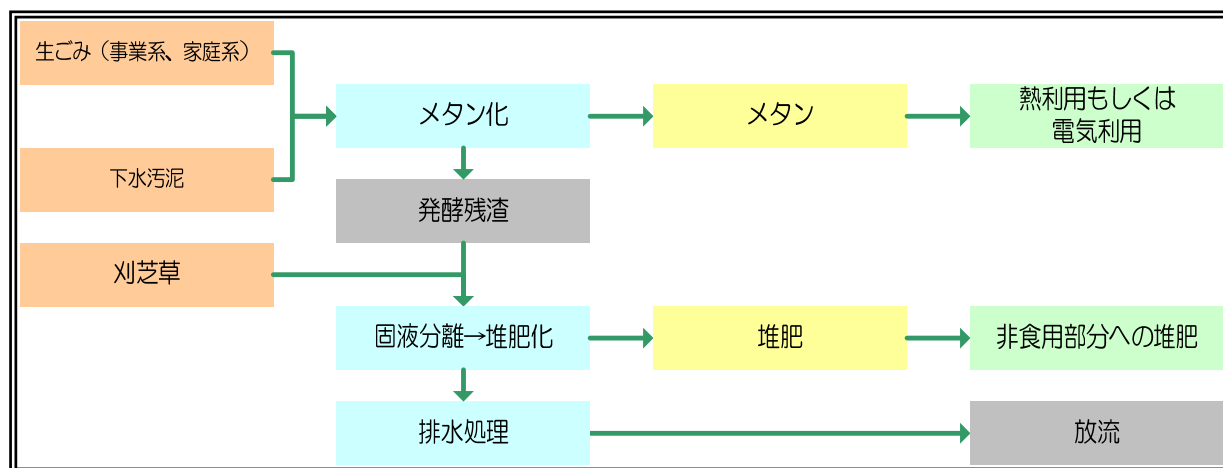 生ごみ（事業系、家庭系）
メタン化
メタン
熱利用もしくは
電気利用
下水汚泥
発酵残渣
刈芝草
固液分離→堆肥化
堆肥
非食用部分への堆肥
排水処理
放流